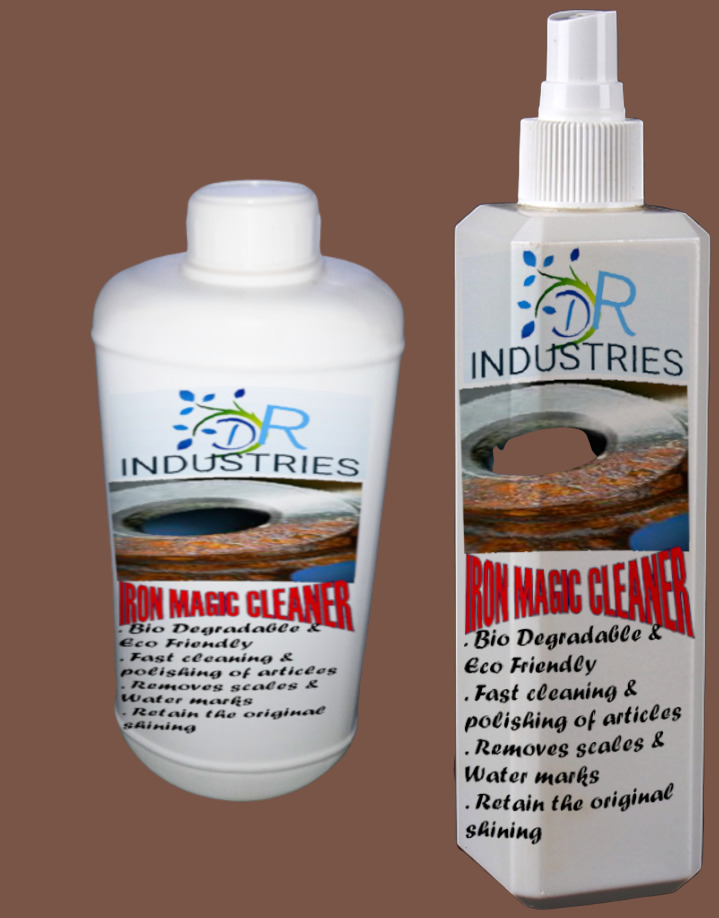 DR
INDUSTRIES
IRON MAGIC CLEANER
. Bio Degradable &
Eco Friendly
. Fast cleaning &
polishing of articles
. Removes scales &
Water marks
. Retain the original
shining
DR
INDUSTRIES
IRON MAGIC CLEANER
. Bio Degradable &
Eco Friendly
. Fast cleaning &
polishing of articles
. Removes scales &
Water marks
. Retain the original
shining